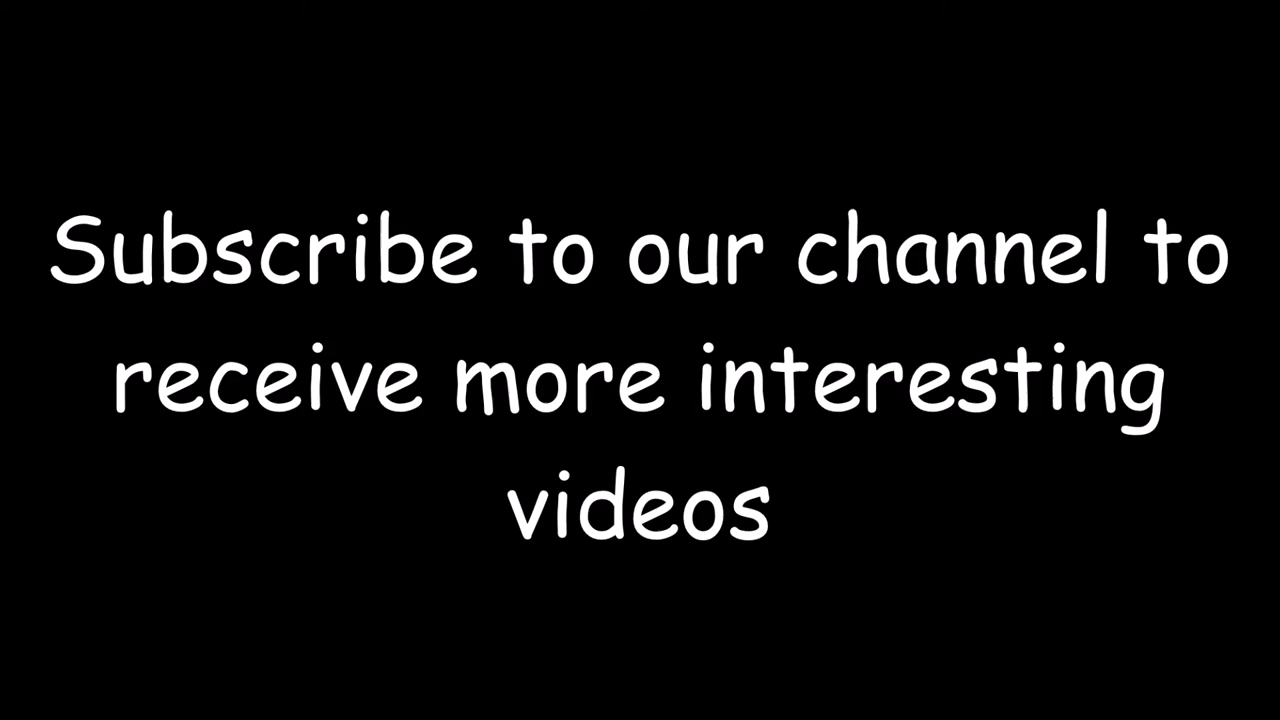 Subscribe to our channel to
receive more interesting
videos